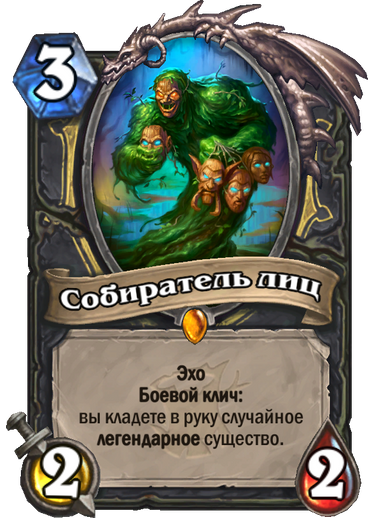 3
Собиратель лиц
Эхо
Боевой клич:
вы кладете в руку случайное
легендарное существо.
2
2